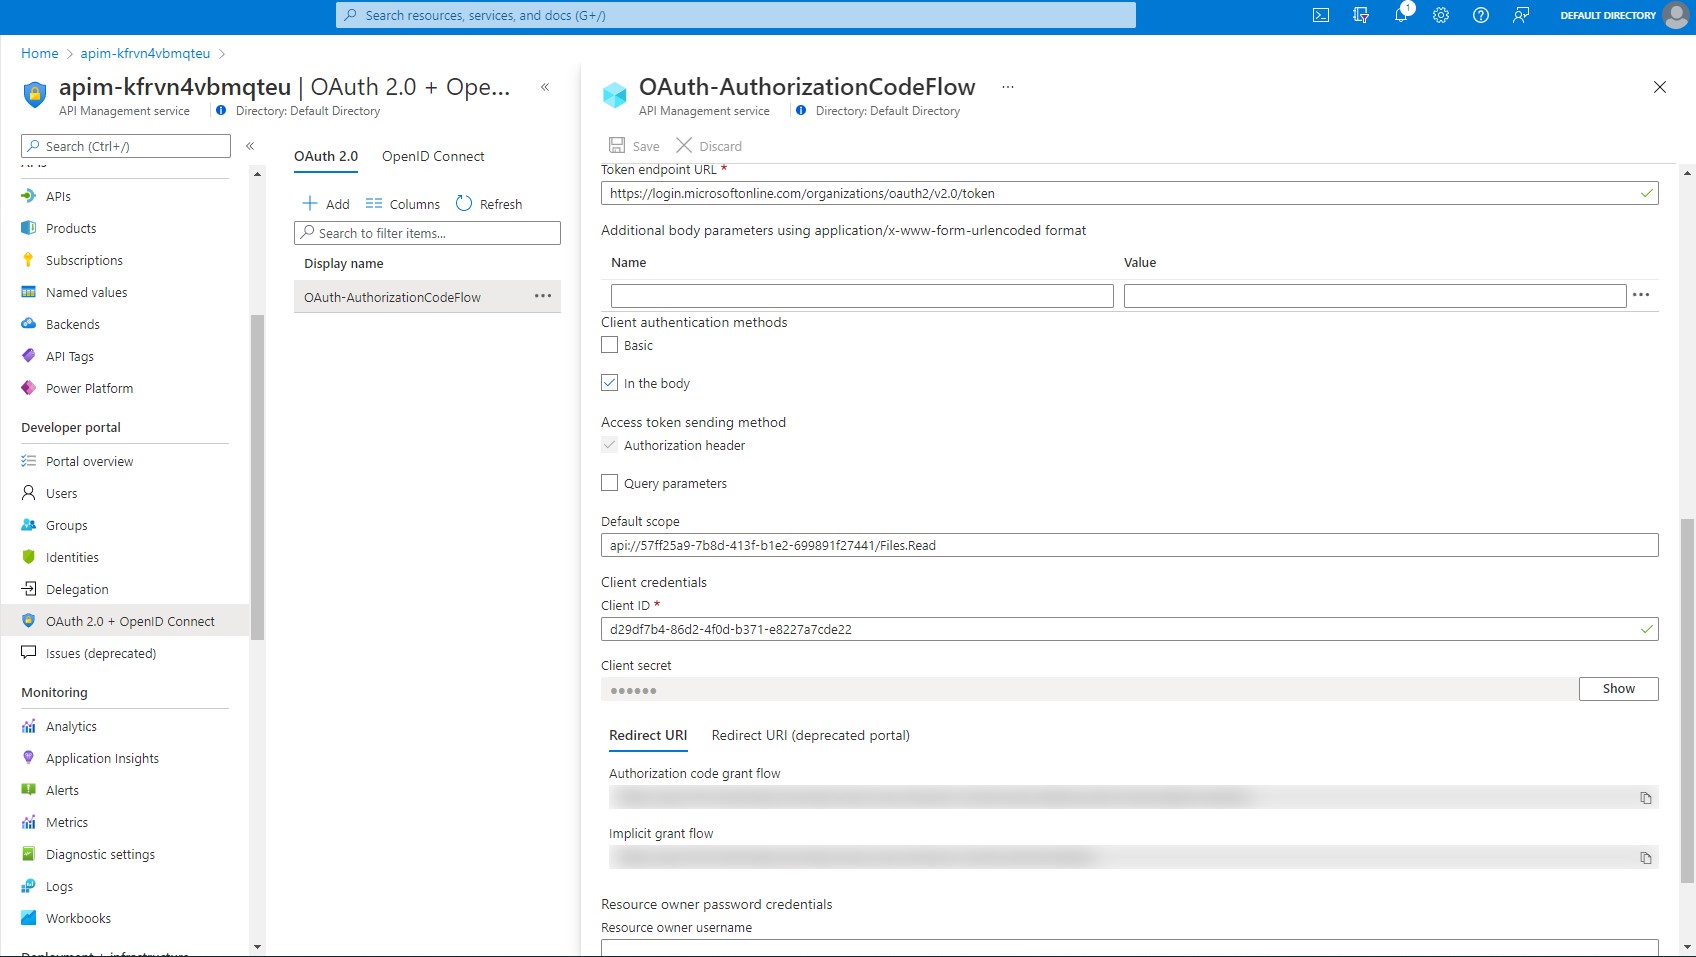 Search resources, services, and docs (G+/)
1
DEFAULT DIRECTORY
Home > apim-kfrvn4vbmqteu >
apim-kfrvn4vbmqteu | OAuth 2.0 + Ope...
API Management service
Directory: Default Directory
Search (Ctrl+/)
APIs
APIs
Products
Subscriptions
Named values
Backends
API Tags
Power Platform
Developer portal
Portal overview
Users
Groups
Identities
Delegation
OAuth 2.0 + OpenID Connect
Issues (deprecated)
Monitoring
Analytics
Application Insights
Alerts
Metrics
Diagnostic settings
Logs
Workbooks
Deployment + infrastructure
OAuth 2.0
OpenID Connect
Add
Columns
Refresh
Search to filter items...
Display name
OAuth-AuthorizationCodeFlow
OAuth-AuthorizationCodeFlow
API Management service
Directory: Default Directory
Save
Discard
Token endpoint URL *
https://login.microsoftonline.com/organizations/oauth2/v2.0/token
Additional body parameters using application/x-www-form-urlencoded format
Name
Value
Client authentication methods
Basic
In the body
Access token sending method
Authorization header
Query parameters
Default scope
api://57ff25a9-7b8d-413f-b1e2-699891f27441/Files.Read
Client credentials
Client ID *
d29df7b4-86d2-4f0d-b371-e8227a7cde22
Client secret
Show
Redirect URI
Redirect URI (deprecated portal)
Authorization code grant flow
Implicit grant flow
Resource owner password credentials
Resource owner username